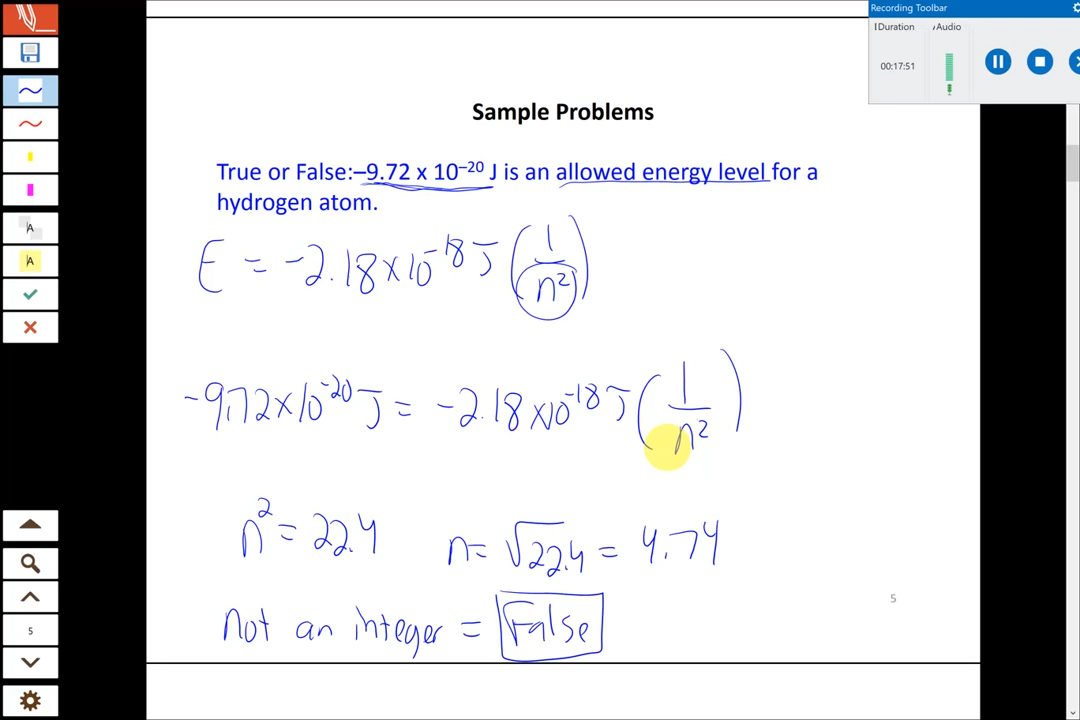 Recording Toolbar
Duration
Audio
00:17:51
Sample Problems
True or False:–9.72 x 10⁻²⁰ J is an allowed energy level for a
hydrogen atom.
E = -2.18x10⁻¹⁸ J (1/n²)
-9.72x10⁻²⁰ J = -2.18x10⁻¹⁸ J (1/n²)
n² = 22.4 n= √22.4 = 4.74
5
Not an integer = False
A
A
5